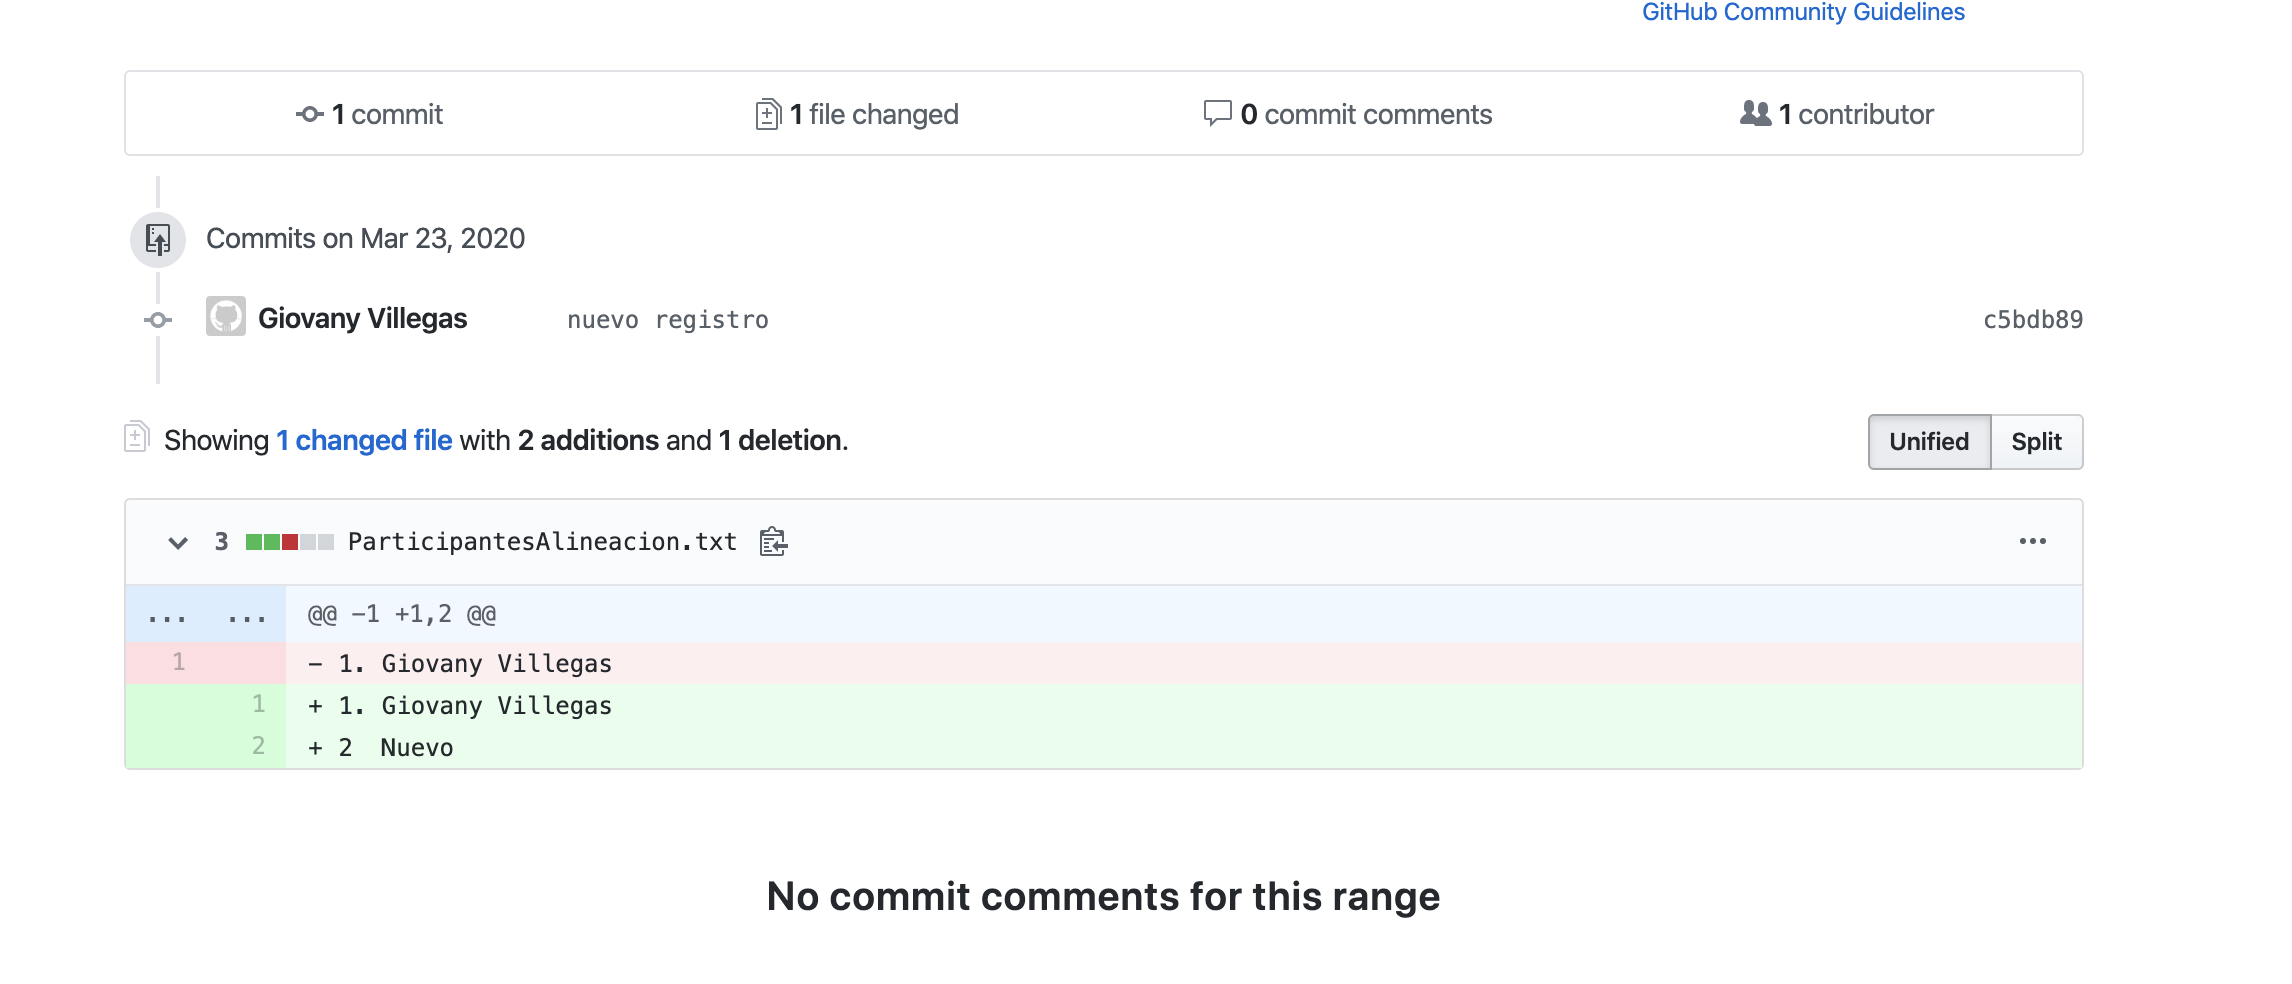 GitHub Community Guidelines
1 commit 1 file changed 0 commit comments 1 contributor
Commits on Mar 23, 2020
Giovany Villegas nuevo registro c5bdb89
Showing 1 changed file with 2 additions and 1 deletion. Unified Split
3 ParticipantesAlineacion.txt ...
... ... @@ -1 +1,2 @@
1 - 1. Giovany Villegas
1 + 1. Giovany Villegas
2 + 2  Nuevo
No commit comments for this range